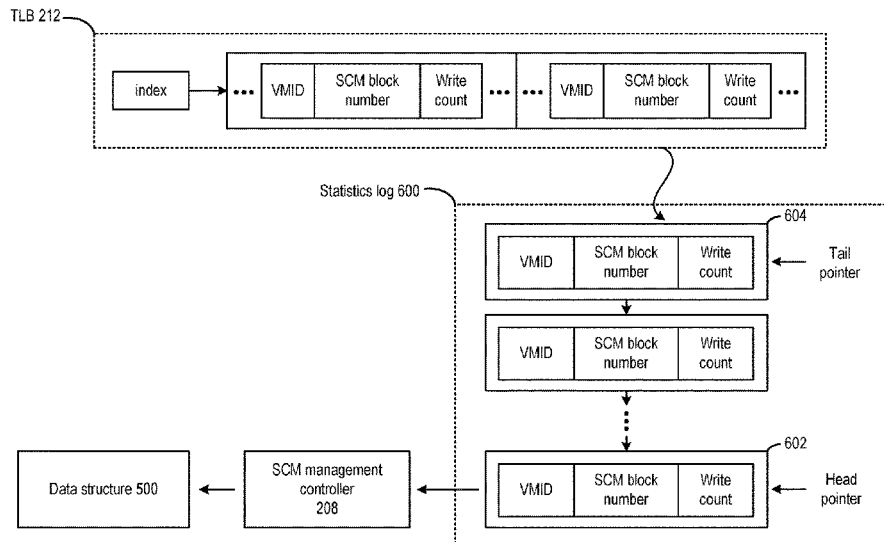 TLB 212
index
••• VMID SCM block number Write count ••• ••• VMID SCM block number Write count •••
Statistics log 600
604
VMID SCM block number Write count
Tail pointer
VMID SCM block number Write count
602
VMID SCM block number Write count
Head pointer
SCM management controller 208
Data structure 500